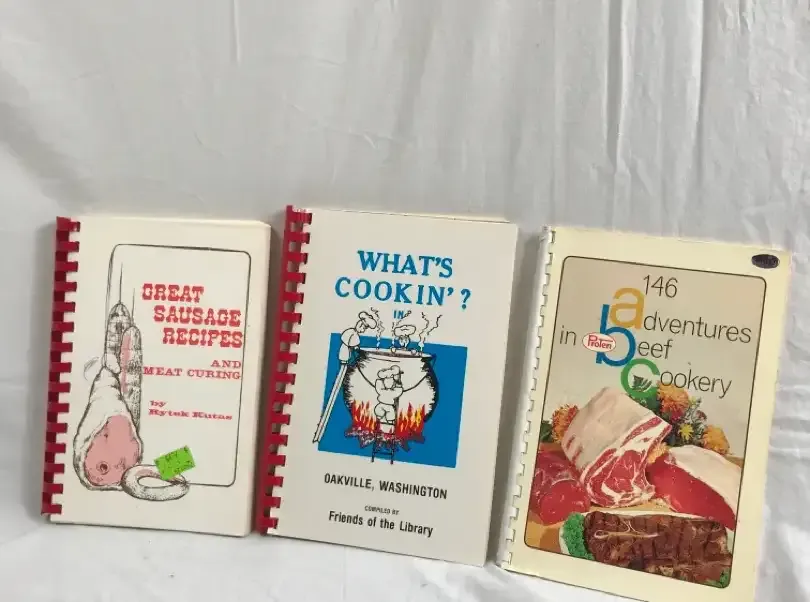 GREAT
SAUSAGE
RECIPES
AND
MEAT CURING
by
Rytek Kutas
WHAT'S
COOKIN'?
IN
OAKVILLE, WASHINGTON
COMPILED BY
Friends of the Library
146
adventures
in Proten beef
cookery